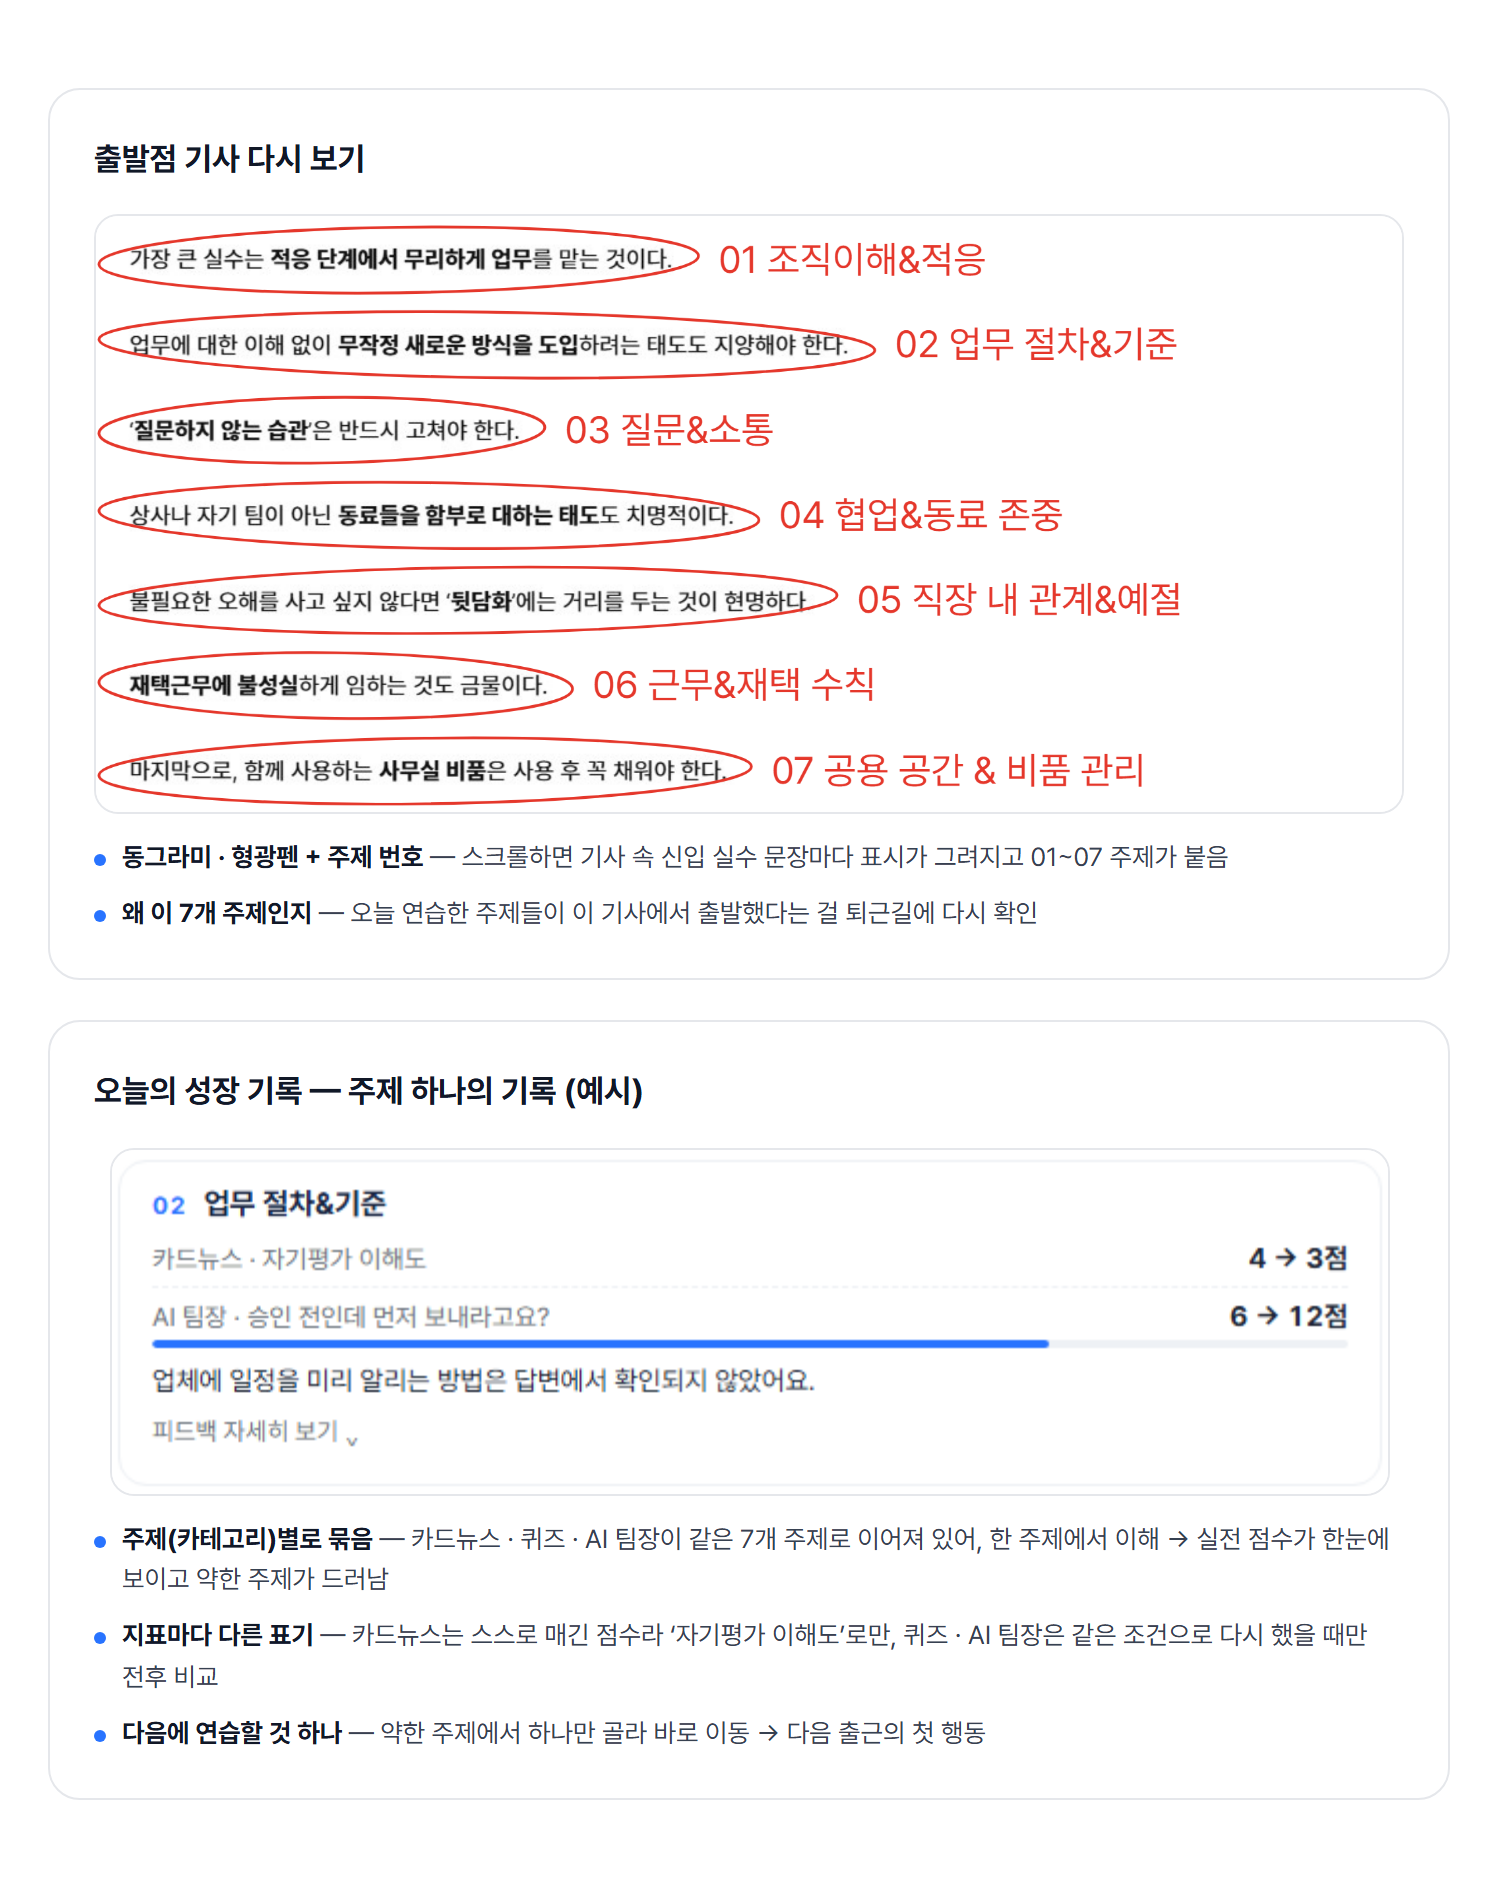 출발점 기사 다시 보기
가장 큰 실수는 적응 단계에서 무리하게 업무를 맡는 것이다. 01 조직이해&적응
업무에 대한 이해 없이 무작정 새로운 방식을 도입하려는 태도도 지양해야 한다. 02 업무 절차&기준
‘질문하지 않는 습관’은 반드시 고쳐야 한다. 03 질문&소통
상사나 자기 팀이 아닌 동료들을 함부로 대하는 태도도 치명적이다. 04 협업&동료 존중
불필요한 오해를 사고 싶지 않다면 ‘뒷담화’에는 거리를 두는 것이 현명하다. 05 직장 내 관계&예절
재택근무에 불성실하게 임하는 것도 금물이다. 06 근무&재택 수칙
마지막으로, 함께 사용하는 사무실 비품은 사용 후 꼭 채워야 한다. 07 공용 공간 & 비품 관리
동그라미 · 형광펜 + 주제 번호 — 스크롤하면 기사 속 신입 실수 문장마다 표시가 그려지고 01~07 주제가 붙음
왜 이 7개 주제인지 — 오늘 연습한 주제들이 이 기사에서 출발했다는 걸 퇴근길에 다시 확인
오늘의 성장 기록 — 주제 하나의 기록 (예시)
02 업무 절차&기준
카드뉴스 · 자기평가 이해도 4 → 3점
AI 팀장 · 승인 전인데 먼저 보내라고요? 6 → 12점
업체에 일정을 미리 알리는 방법은 답변에서 확인되지 않았어요.
피드백 자세히 보기
주제(카테고리)별로 묶음 — 카드뉴스 · 퀴즈 · AI 팀장이 같은 7개 주제로 이어져 있어, 한 주제에서 이해 → 실전 점수가 한눈에
보이고 약한 주제가 드러남
지표마다 다른 표기 — 카드뉴스는 스스로 매긴 점수라 ‘자기평가 이해도’로만, 퀴즈 · AI 팀장은 같은 조건으로 다시 했을 때만
전후 비교
다음에 연습할 것 하나 — 약한 주제에서 하나만 골라 바로 이동 → 다음 출근의 첫 행동